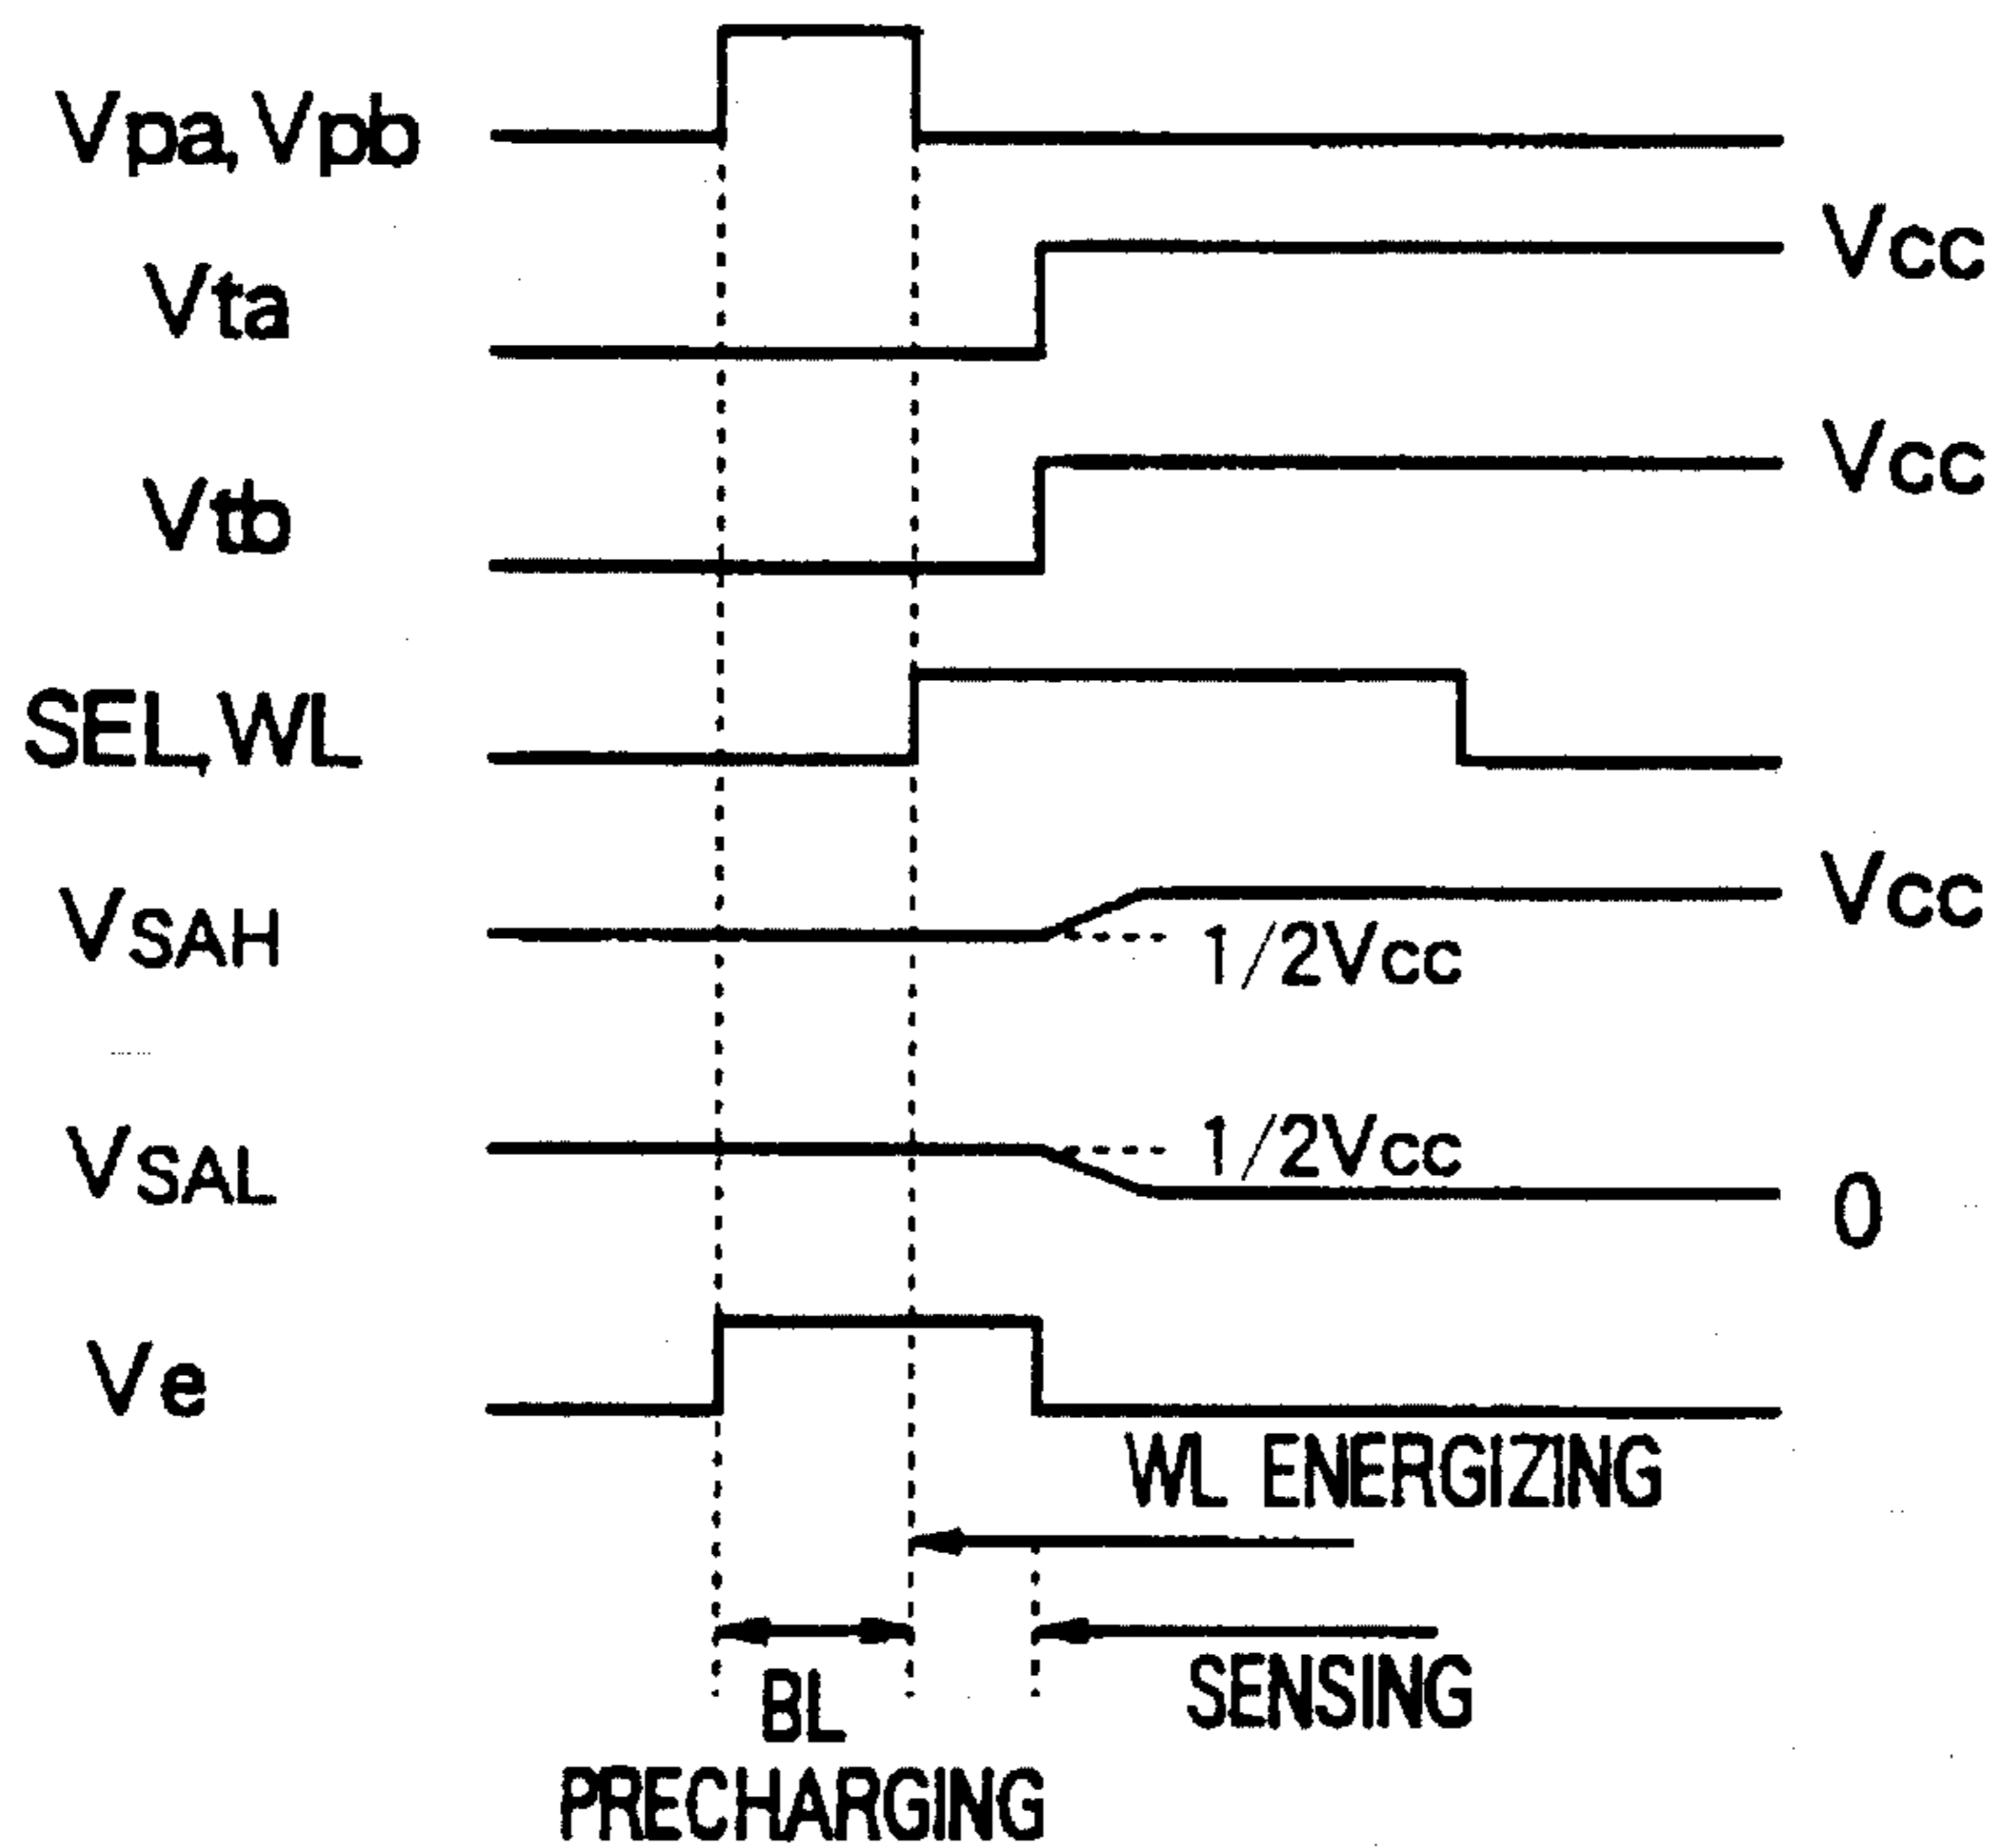 Vpa, Vpb
Vta
Vcc
Vtb
Vcc
SEL, WL
VSAH
1/2Vcc
Vcc
VSAL
1/2Vcc
0
Ve
WL ENERGIZING
SENSING
BL
PRECHARGING